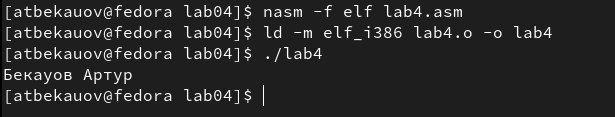 [atbekauov@fedora lab04]$ nasm -f elf lab4.asm
[atbekauov@fedora lab04]$ ld -m elf_i386 lab4.o -o lab4
[atbekauov@fedora lab04]$ ./lab4
Бекауов Артур
[atbekauov@fedora lab04]$